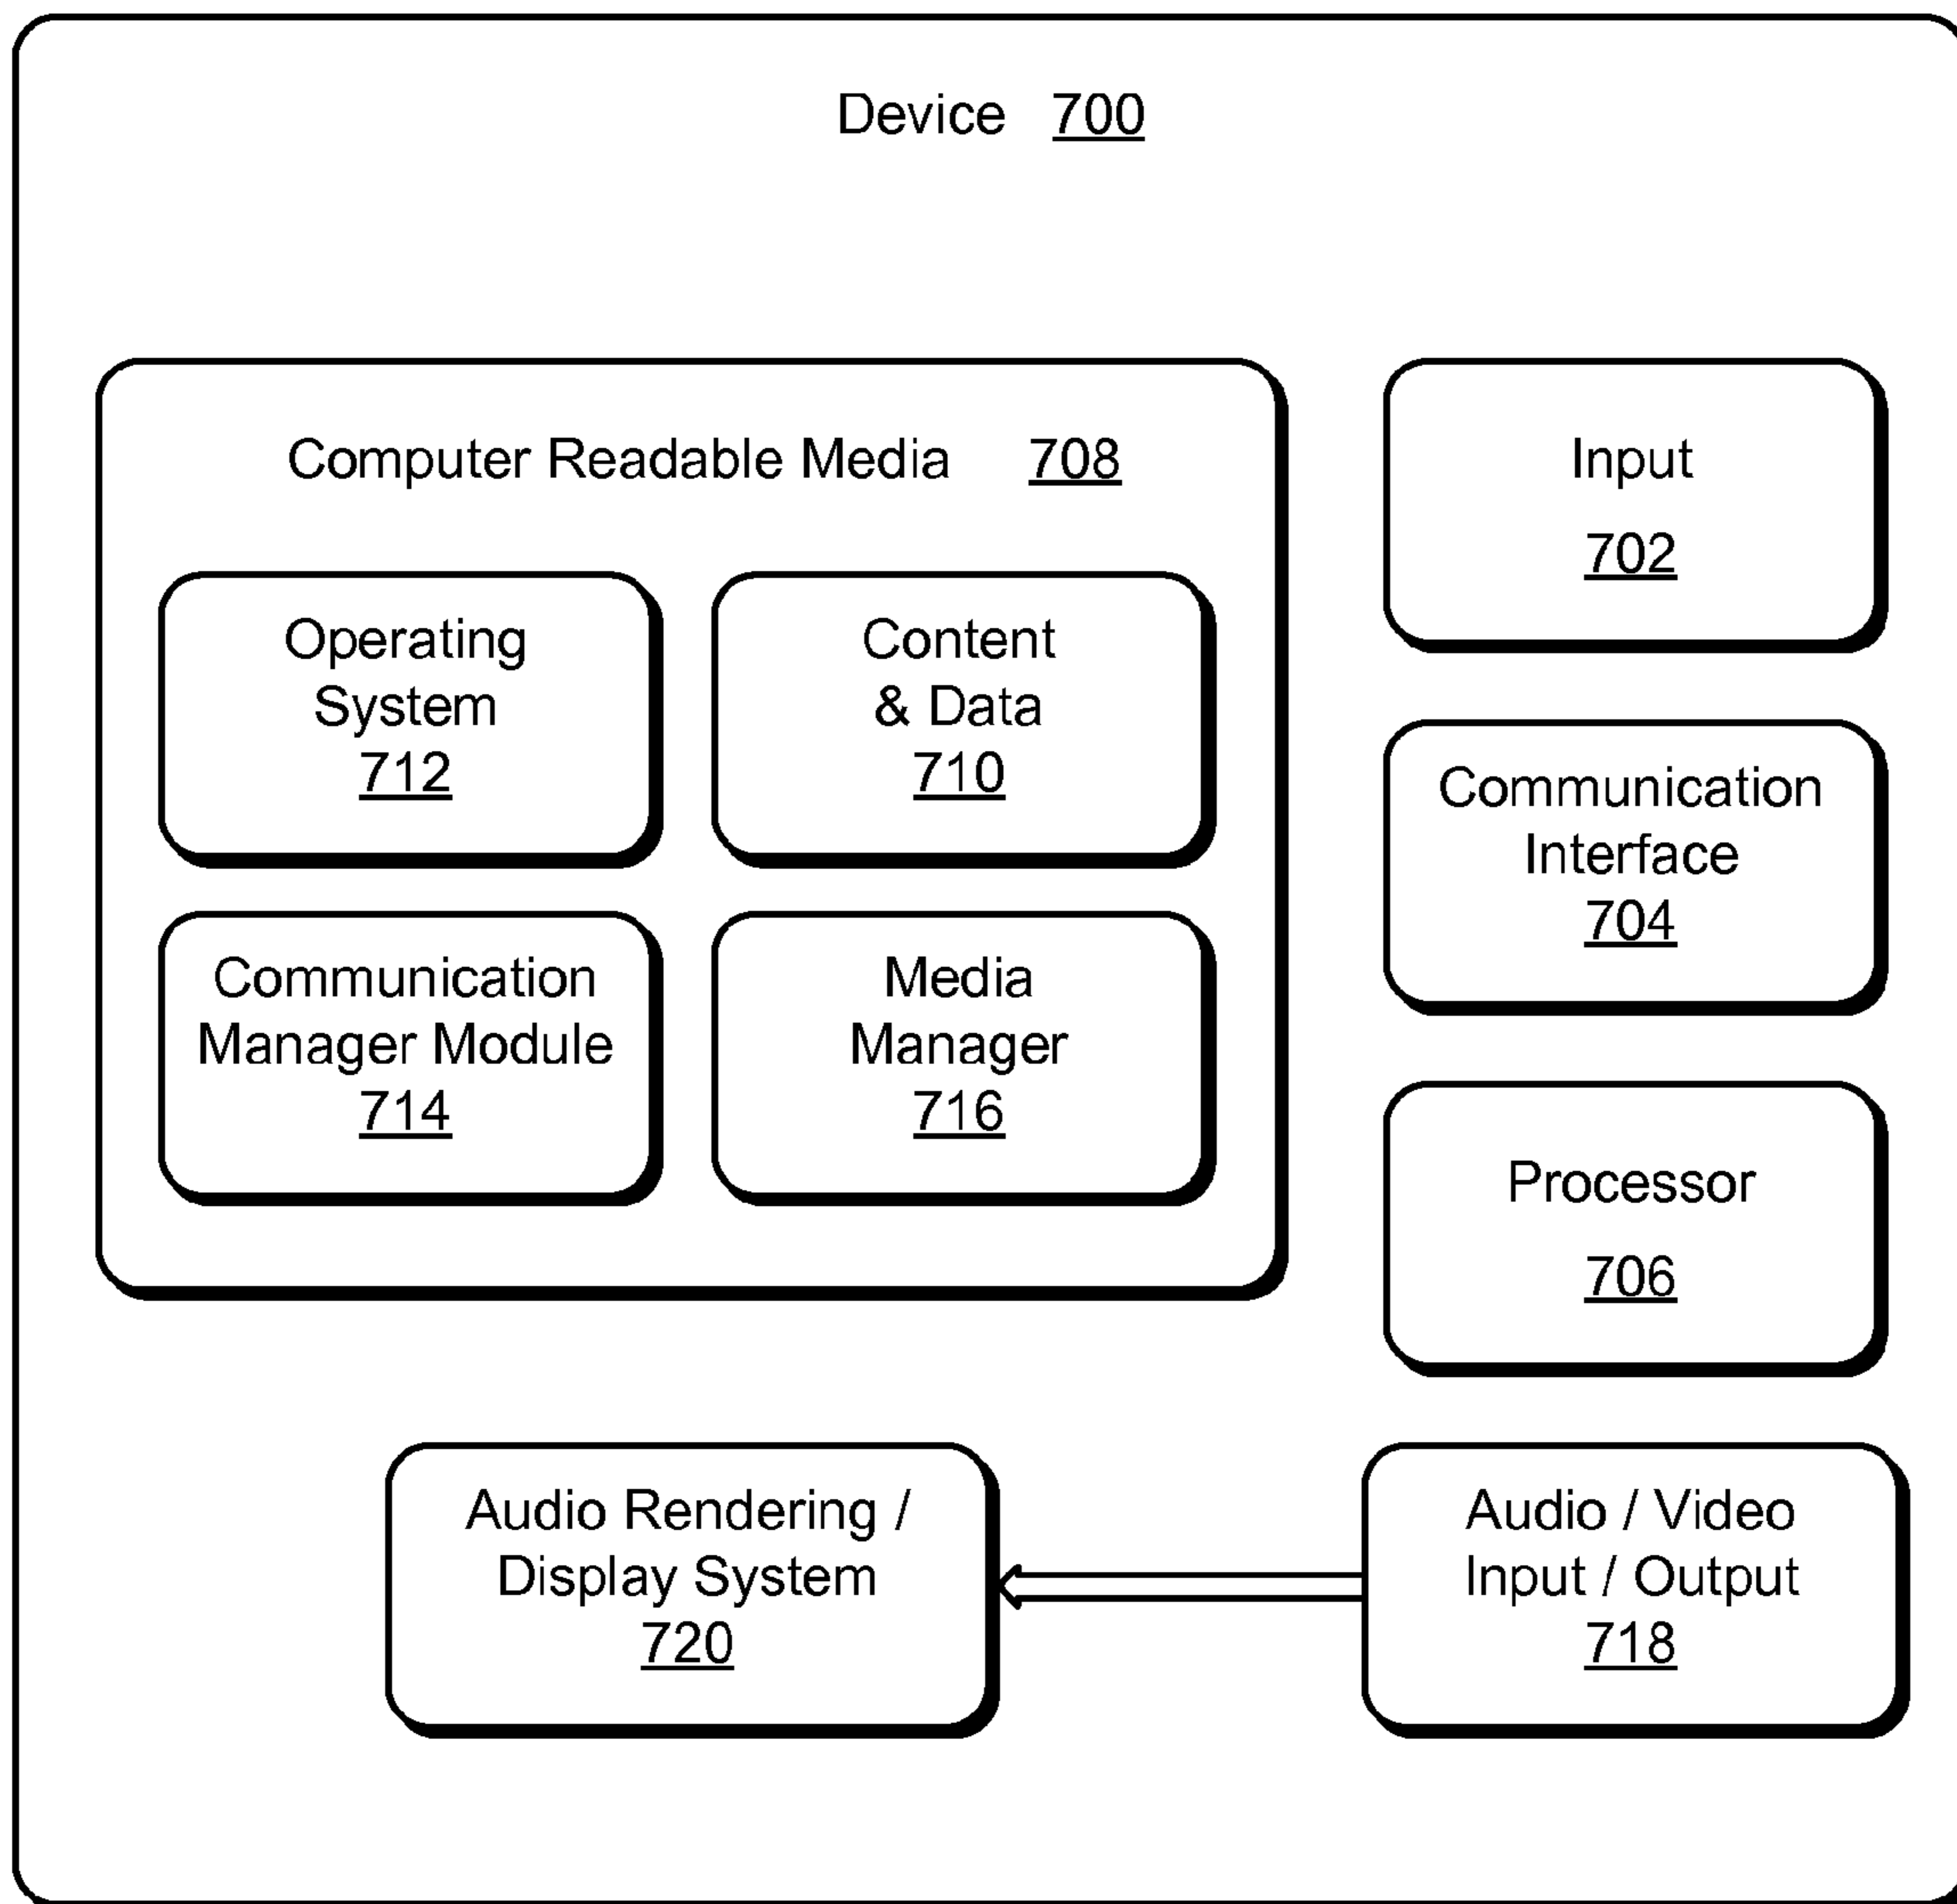 Device 700
Computer Readable Media 708
Operating
System
712
Content
& Data
710
Communication
Manager Module
714
Media
Manager
716
Input
702
Communication
Interface
704
Processor
706
Audio Rendering /
Display System
720
Audio / Video
Input / Output
718